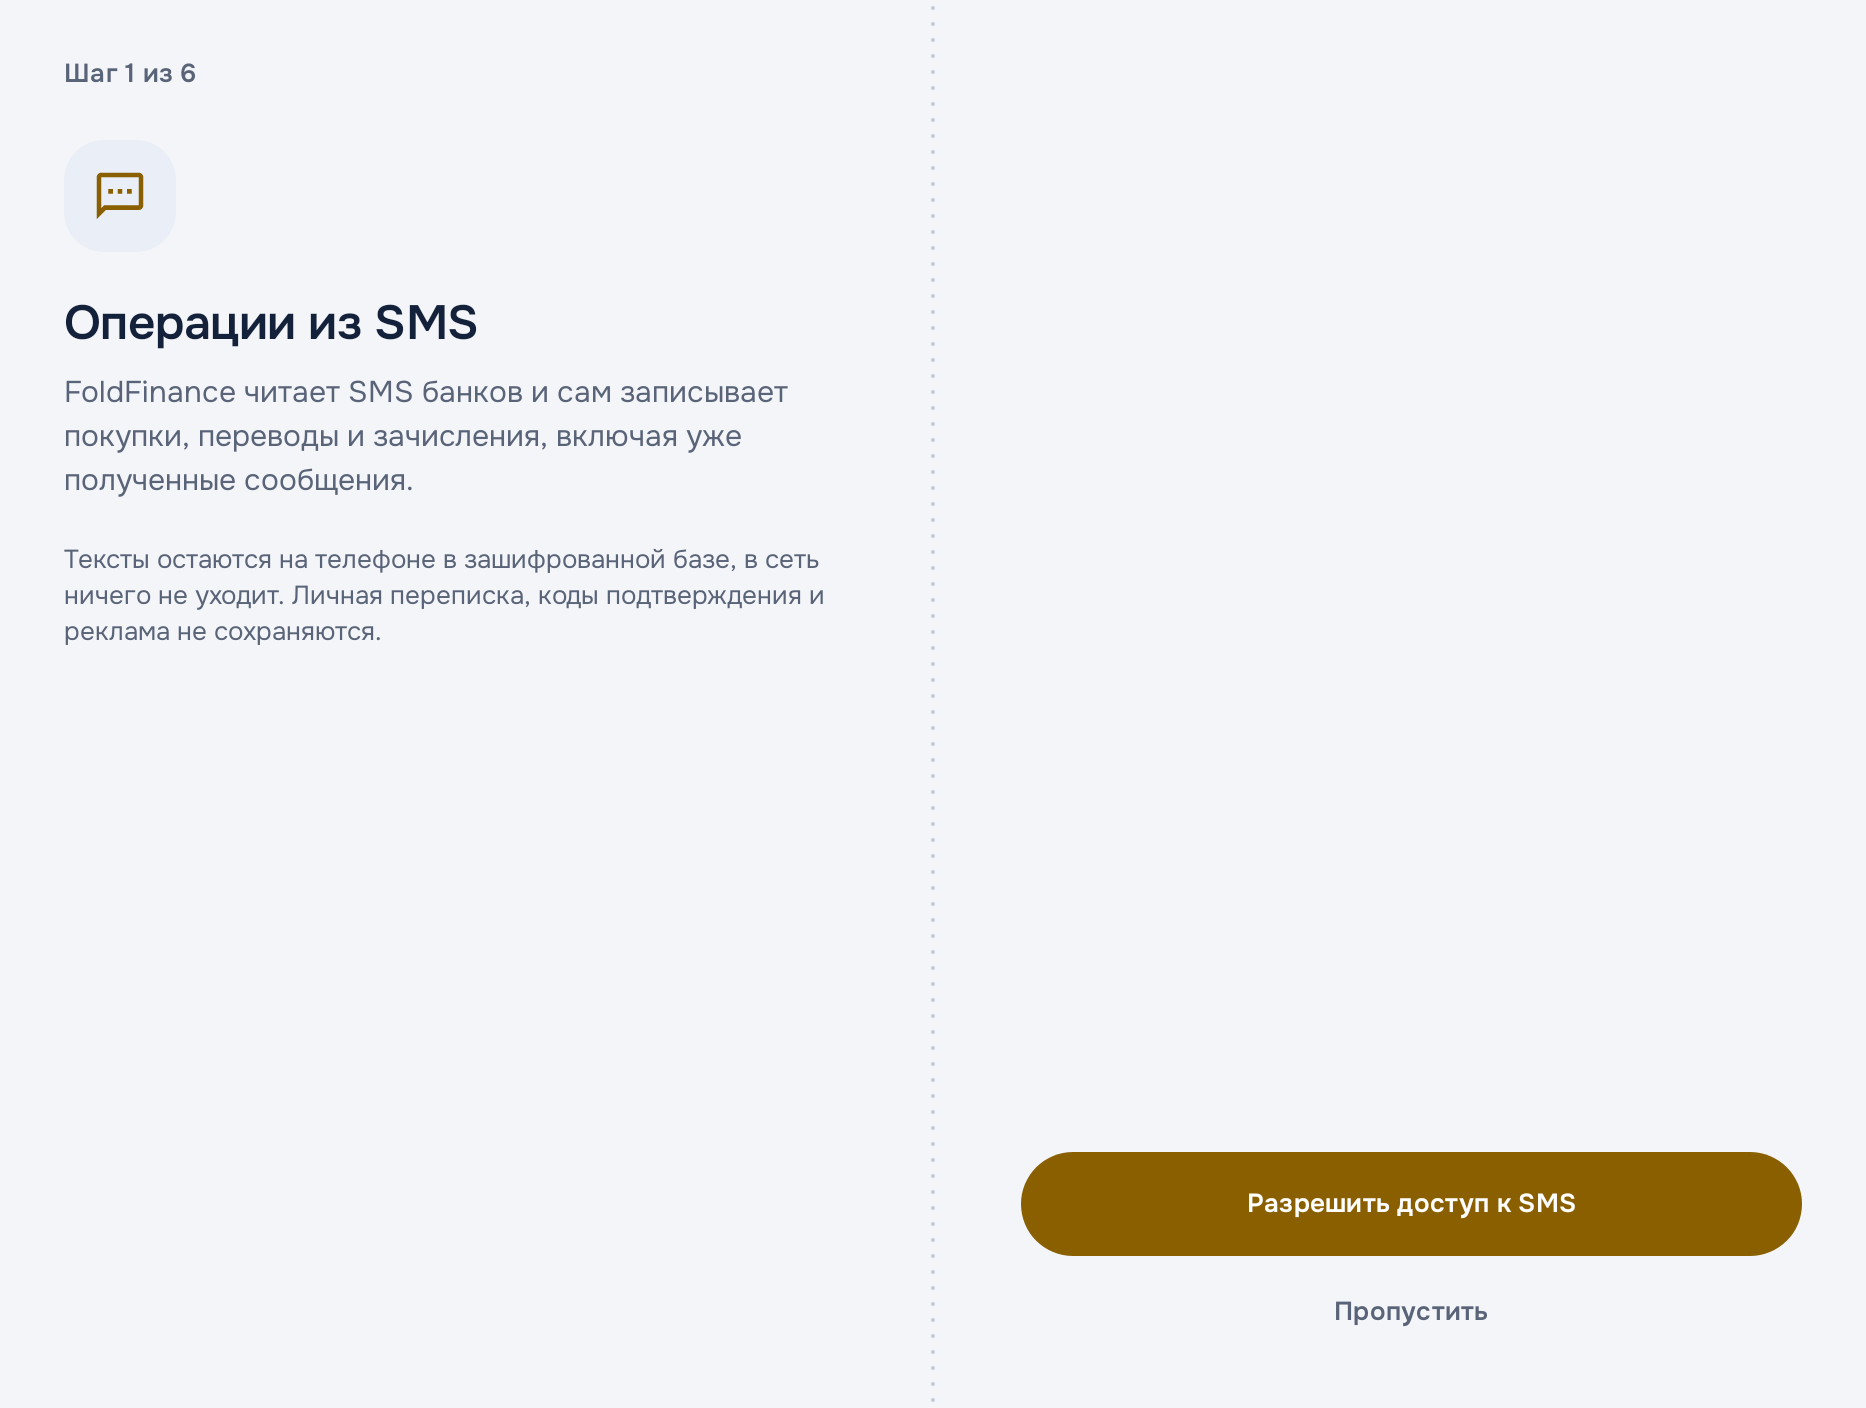 Шаг 1 из 6
Операции из SMS
FoldFinance читает SMS банков и сам записывает
покупки, переводы и зачисления, включая уже
полученные сообщения.
Тексты остаются на телефоне в зашифрованной базе, в сеть
ничего не уходит. Личная переписка, коды подтверждения и
реклама не сохраняются.
Разрешить доступ к SMS
Пропустить